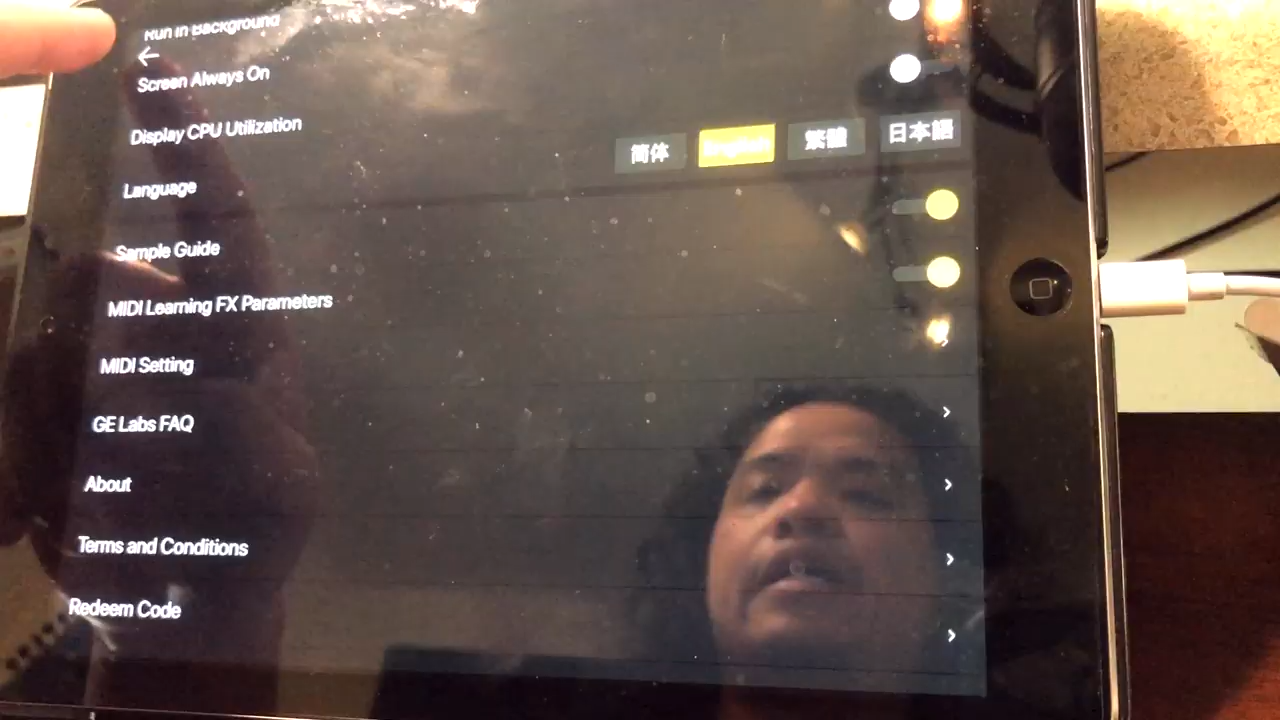 Run in Background
Screen Always On
Display CPU Utilization
简体 English 繁體 日本語
Language
Sample Guide
MIDI Learning FX Parameters
MIDI Setting
GE Labs FAQ
About
Terms and Conditions
Redeem Code